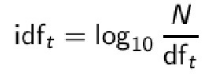 idf_t = log_10 N/df_t